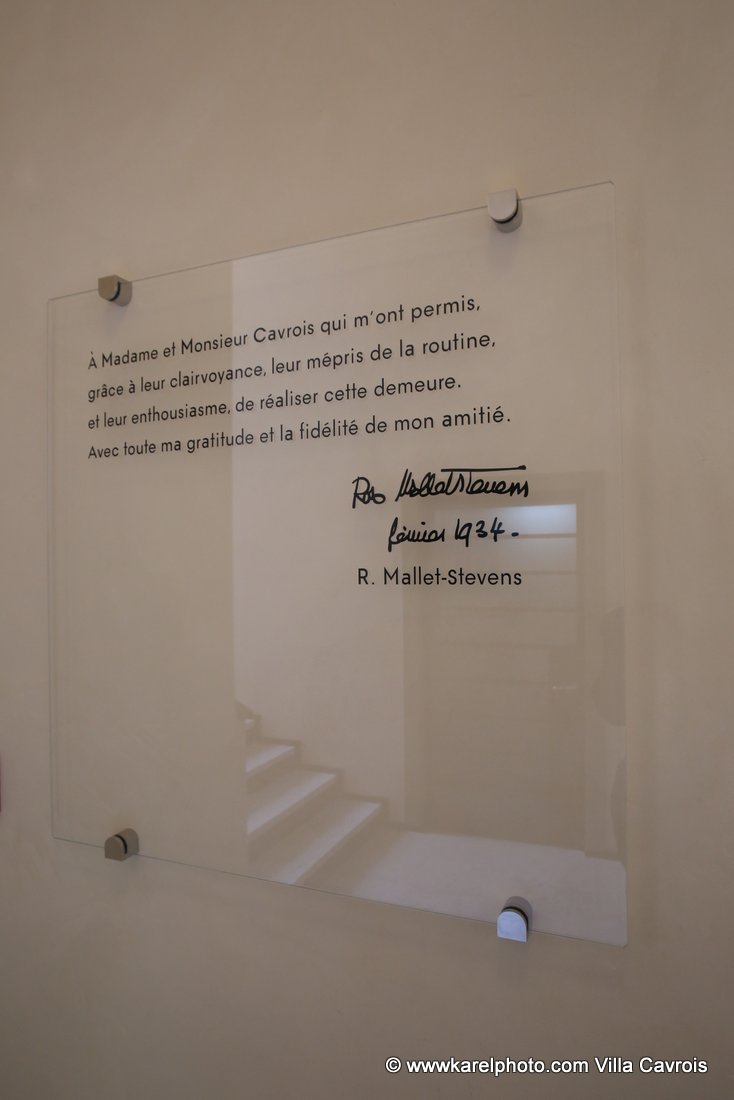 À Madame et Monsieur Cavrois qui m'ont permis,
grâce à leur clairvoyance, leur mépris de la routine,
et leur enthousiasme, de réaliser cette demeure.
Avec toute ma gratitude et la fidélité de mon amitié.
Rob Mallet Stevens
février 1934.
R. Mallet-Stevens
© wwwkarelphoto.com Villa Cavrois